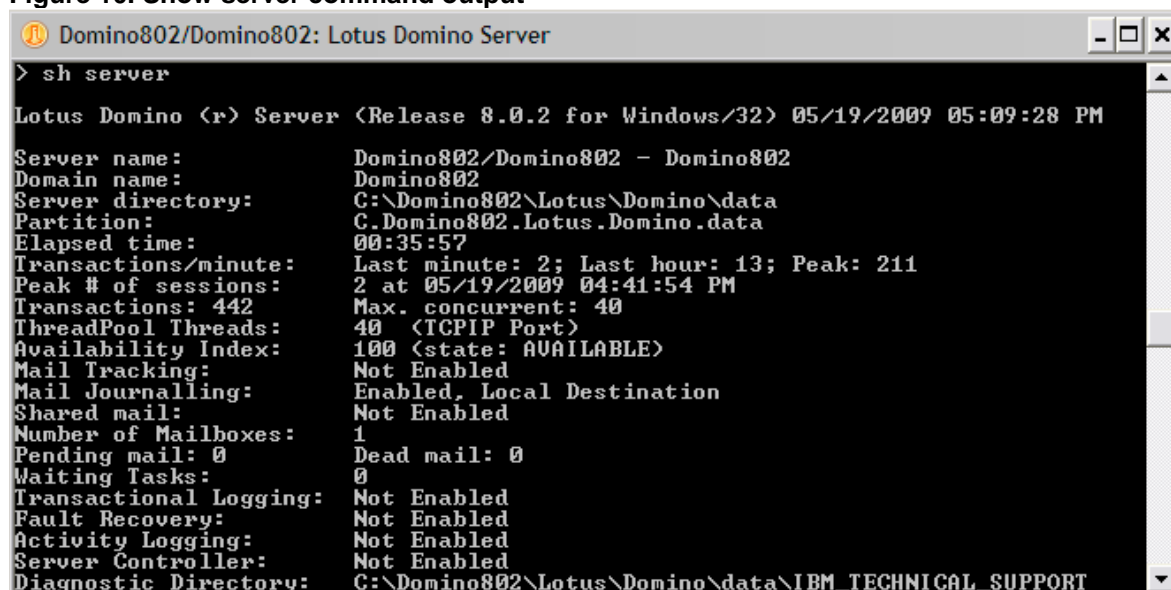 Figure 10. Show server command output
Domino802/Domino802: Lotus Domino Server
> sh server
Lotus Domino (r) Server (Release 8.0.2 for Windows/32) 05/19/2009 05:09:28 PM
Server name: Domino802/Domino802 - Domino802
Domain name: Domino802
Server directory: C:\Domino802\Lotus\Domino\data
Partition: C.Domino802.Lotus.Domino.data
Elapsed time: 00:35:57
Transactions/minute: Last minute: 2; Last hour: 13; Peak: 211
Peak # of sessions: 2 at 05/19/2009 04:41:54 PM
Transactions: 442 Max. concurrent: 40
ThreadPool Threads: 40 (TCPIP Port)
Availability Index: 100 (state: AVAILABLE)
Mail Tracking: Not Enabled
Mail Journalling: Enabled, Local Destination
Shared mail: Not Enabled
Number of Mailboxes: 1
Pending mail: 0 Dead mail: 0
Waiting Tasks: 0
Transactional Logging: Not Enabled
Fault Recovery: Not Enabled
Activity Logging: Not Enabled
Server Controller: Not Enabled
Diagnostic Directory: C:\Domino802\Lotus\Domino\data\IBM_TECHNICAL_SUPPORT